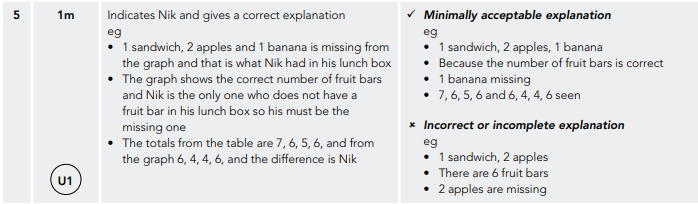 5
1m
U1
Indicates Nik and gives a correct explanation
eg
• 1 sandwich, 2 apples and 1 banana is missing from
the graph and that is what Nik had in his lunch box
• The graph shows the correct number of fruit bars
and Nik is the only one who does not have a
fruit bar in his lunch box so his must be the
missing one
• The totals from the table are 7, 6, 5, 6, and from
the graph 6, 4, 4, 6, and the difference is Nik
✓ Minimally acceptable explanation
eg
• 1 sandwich, 2 apples, 1 banana
• Because the number of fruit bars is correct
• 1 banana missing
• 7, 6, 5, 6 and 6, 4, 4, 6 seen
× Incorrect or incomplete explanation
eg
• 1 sandwich, 2 apples
• There are 6 fruit bars
• 2 apples are missing